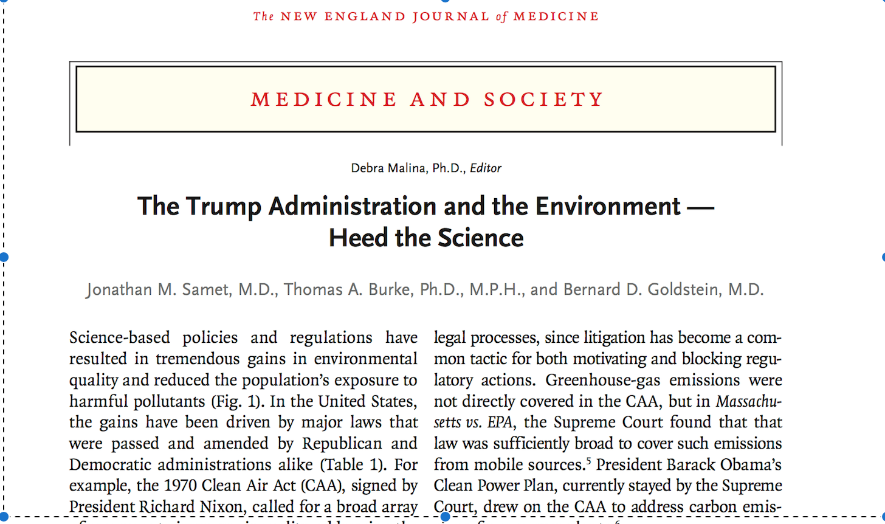 The NEW ENGLAND JOURNAL of MEDICINE
MEDICINE AND SOCIETY
Debra Malina, Ph.D., Editor
The Trump Administration and the Environment —
Heed the Science
Jonathan M. Samet, M.D., Thomas A. Burke, Ph.D., M.P.H., and Bernard D. Goldstein, M.D.
Science-based policies and regulations have
resulted in tremendous gains in environmental
quality and reduced the population's exposure to
harmful pollutants (Fig. 1). In the United States,
the gains have been driven by major laws that
were passed and amended by Republican and
Democratic administrations alike (Table 1). For
example, the 1970 Clean Air Act (CAA), signed by
President Richard Nixon, called for a broad array
legal processes, since litigation has become a com-
mon tactic for both motivating and blocking regu-
latory actions. Greenhouse-gas emissions were
not directly covered in the CAA, but in Massachu-
setts vs. EPA, the Supreme Court found that that
law was sufficiently broad to cover such emissions
from mobile sources.5 President Barack Obama's
Clean Power Plan, currently stayed by the Supreme
Court, drew on the CAA to address carbon emis-